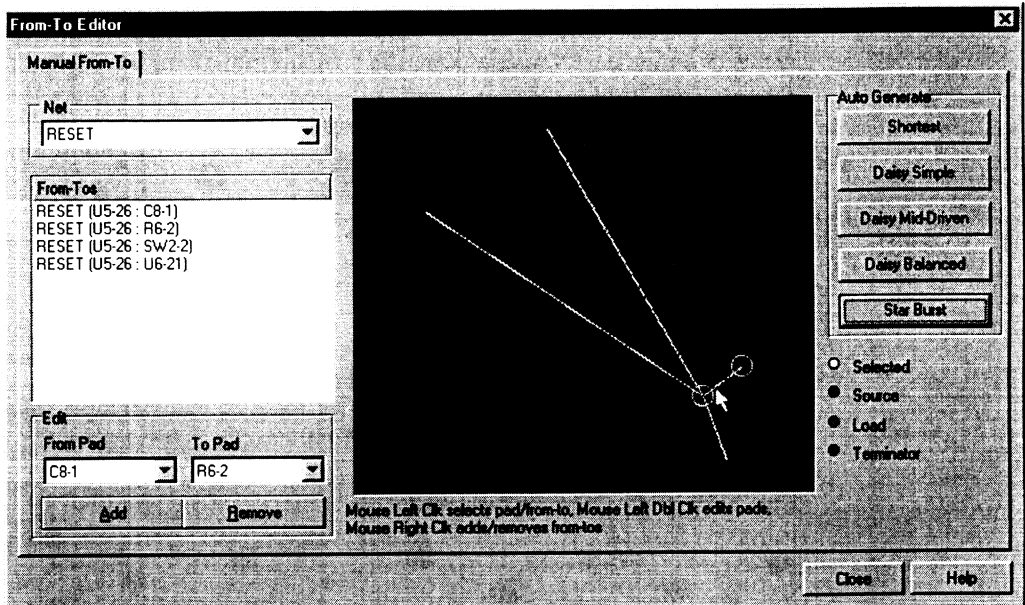 From-To Editor
Manual From-To
Net
RESET
From-Tos
RESET (U5-26 : C8-1)
RESET (U5-26 : R6-2)
RESET (U5-26 : SW2-2)
RESET (U5-26 : U6-21)
Edit
From Pad To Pad
C8-1 R6-2
Add Remove
Mouse Left Clk selects pad/from-to, Mouse Left Dbl Clk edits pads,
Mouse Right Clk adds/removes from-tos
Auto Generate
Shortest
Daisy Simple
Daisy Mid-Driven
Daisy Balanced
Star Burst
Selected
Source
Load
Terminator
Close Help